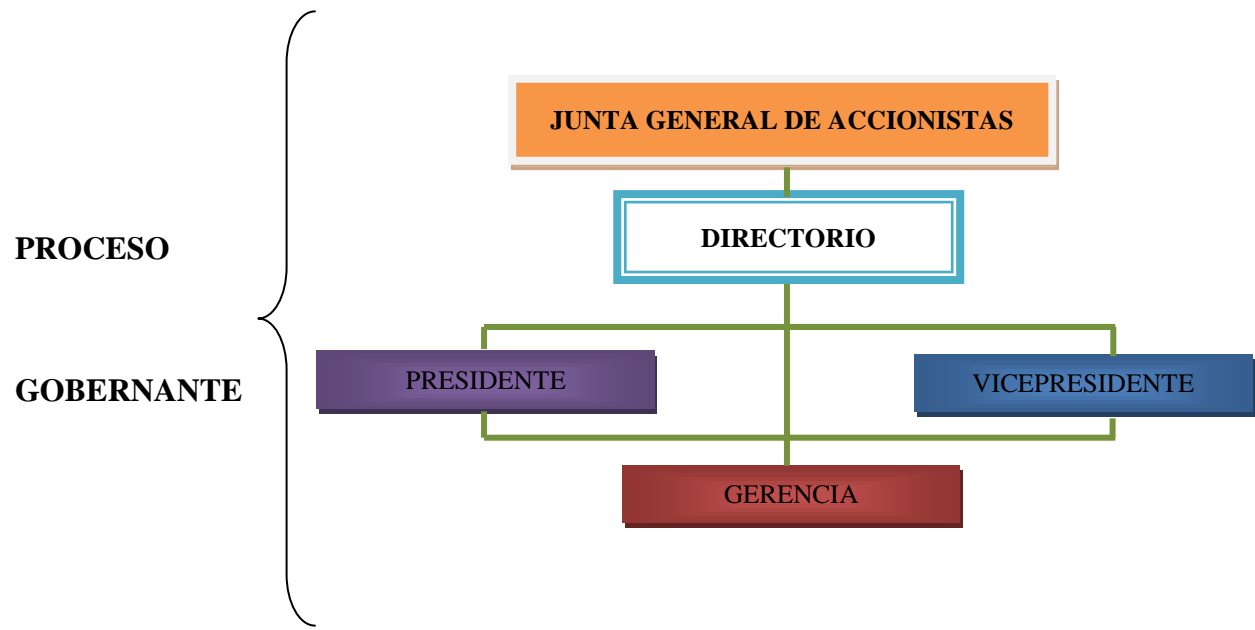 JUNTA GENERAL DE ACCIONISTAS
DIRECTORIO
PROCESO
GOBERNANTE
PRESIDENTE
VICEPRESIDENTE
GERENCIA